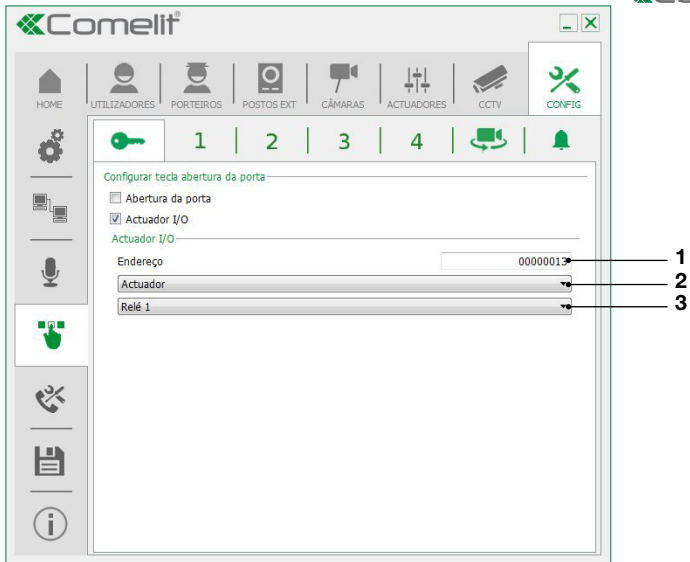 Comelit
HOME
UTILIZADORES
PORTEIROS
POSTOS EXT
CÂMARAS
ACTUADORES
CCTV
CONFIG
1
2
3
4
Configurar tecla abertura da porta
Abertura da porta
Actuador I/O
Actuador I/O
Endereço 00000013 1
Actuador 2
Relé 1 3